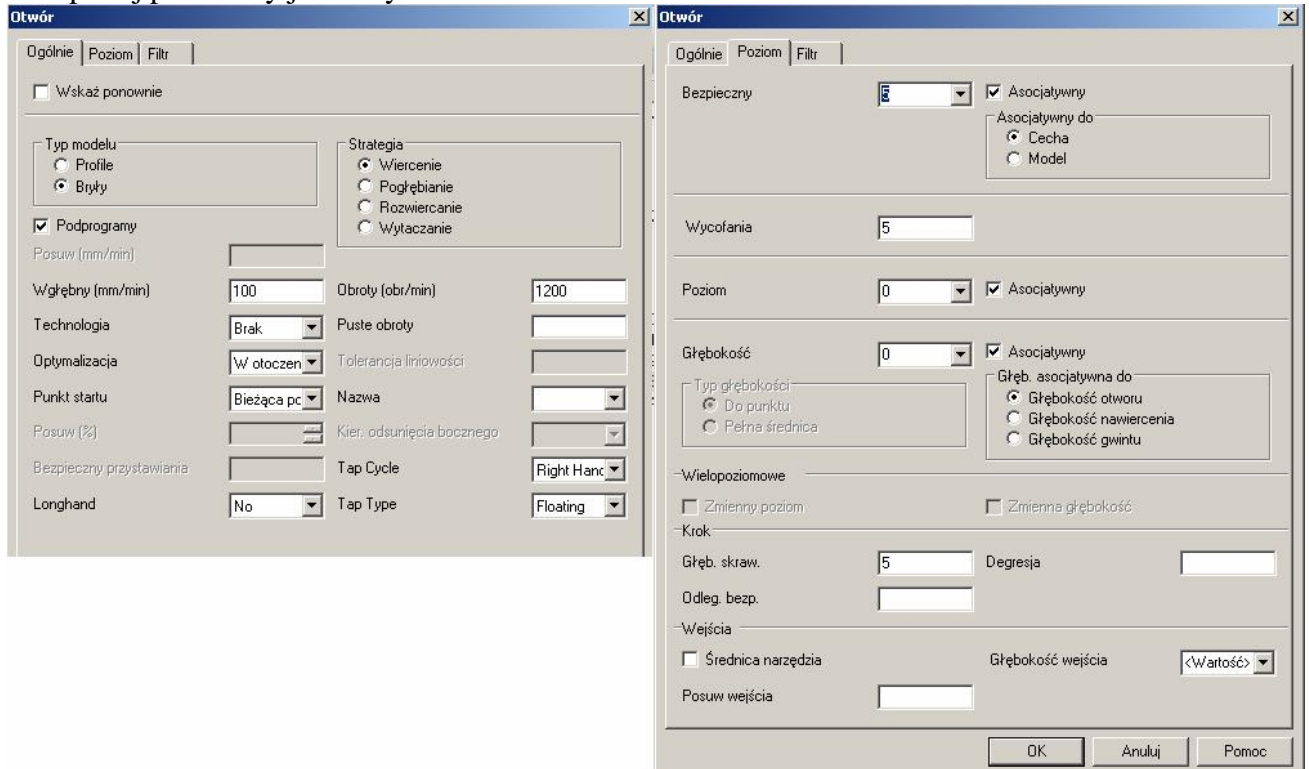 Otwór
Ogólnie Poziom Filtr
Wskaż ponownie
Typ modelu
Profile
Bryły
Strategia
Wiercenie
Pogłębianie
Rozwiercanie
Wytaczanie
Podprogramy
Posuw (mm/min)
Wgłębny (mm/min) 100 Obroty (obr/min) 1200
Technologia Brak Puste obroty
Optymalizacja W otoczen Tolerancja liniowości
Punkt startu Bieżąca pc Nazwa
Posuw (%) Kier. odsunięcia bocznego
Bezpieczny przystawiania Tap Cycle Right Hanc
Longhand No Tap Type Floating
Otwór
Ogólnie Poziom Filtr
Bezpieczny 5 Asocjatywny
Asocjatywny do
Cecha
Model
Wycofania 5
Poziom 0 Asocjatywny
Głębokość 0 Asocjatywny
Typ głębokości
Do punktu
Pełna średnica
Głęb. asocjatywna do
Głębokość otworu
Głębokość nawiercenia
Głębokość gwintu
Wielopoziomowe
Zmienny poziom Zmienna głębokość
Krok
Głęb. skraw. 5 Degresja
Odleg. bezp.
Wejścia
Średnica narzędzia Głębokość wejścia <Wartość>
Posuw wejścia
OK Anuluj Pomoc